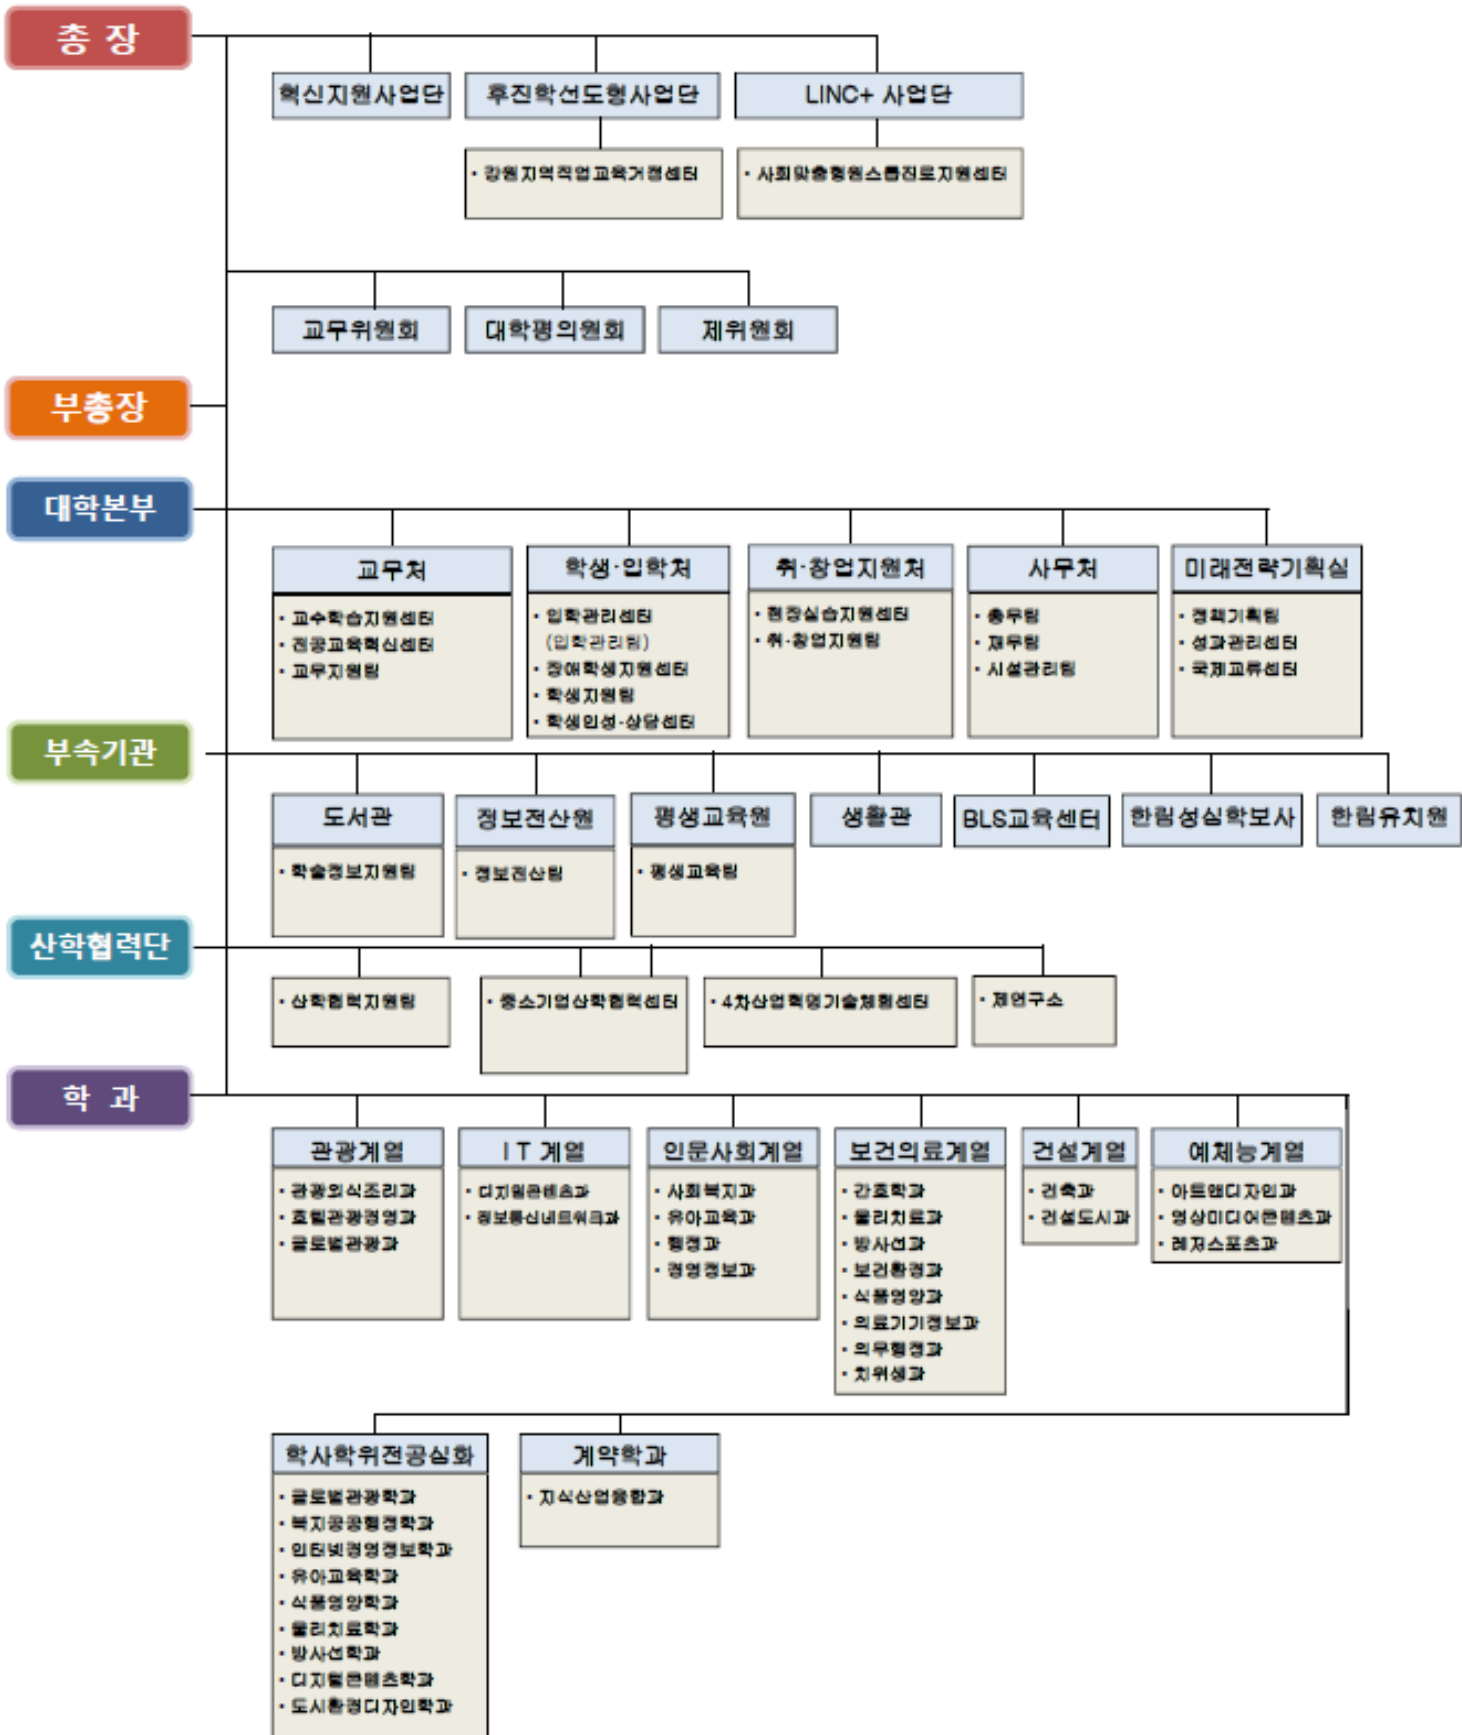 총 장
혁신지원사업단
후진학선도형사업단
LINC+ 사업단
· 강원지역직업교육거점센터
· 사회맞춤형원스톱진로지원센터
교무위원회
대학평의원회
제위원회
부총장
대학본부
교무처
· 교수학습지원센터
· 전공교육혁신센터
· 교무지원팀
학생·입학처
· 입학관리센터
(입학관리팀)
· 장애학생지원센터
· 학생지원팀
· 학생인성·상담센터
취·창업지원처
· 현장실습지원센터
· 취·창업지원팀
사무처
· 총무팀
· 재무팀
· 시설관리팀
미래전략기획실
· 정책기획팀
· 성과관리센터
· 국제교류센터
부속기관
도서관
· 학술정보지원팀
정보전산원
· 정보전산팀
평생교육원
· 평생교육팀
생활관
BLS교육센터
한림성심학보사
한림유치원
산학협력단
· 산학협력지원팀
· 중소기업산학협력센터
· 4차산업혁명기술체험센터
· 제연구소
학 과
관광계열
· 관광외식조리과
· 호텔관광경영과
· 글로벌관광과
IT 계열
· 디지털콘텐츠과
· 정보통신네트워크과
인문사회계열
· 사회복지과
· 유아교육과
· 행정과
· 경영정보과
보건의료계열
· 간호학과
· 물리치료과
· 방사선과
· 보건환경과
· 식품영양과
· 의료기기정보과
· 의무행정과
· 치위생과
건설계열
· 건축과
· 건설도시과
예체능계열
· 아트앤디자인과
· 영상미디어콘텐츠과
· 레저스포츠과
학사학위전공심화
· 글로벌관광학과
· 복지공공행정학과
· 인터넷경영정보학과
· 유아교육학과
· 식품영양학과
· 물리치료학과
· 방사선학과
· 디지털콘텐츠학과
· 도시환경디자인학과
계약학과
· 지식산업융합과